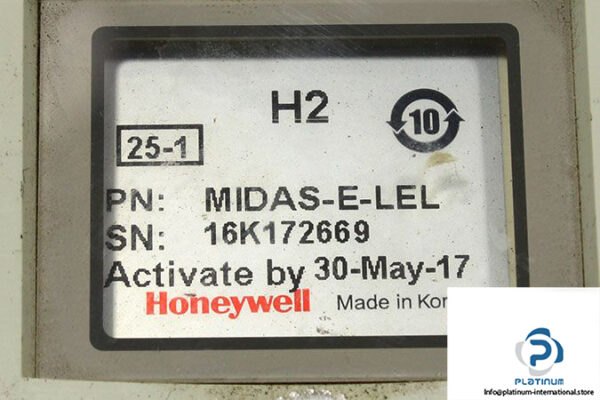 H2
10
25-1
PN: MIDAS-E-LEL
SN: 16K172669
Activate by 30-May-17
Honeywell Made in Kor
PLATINUM
Info@platinum-international.store